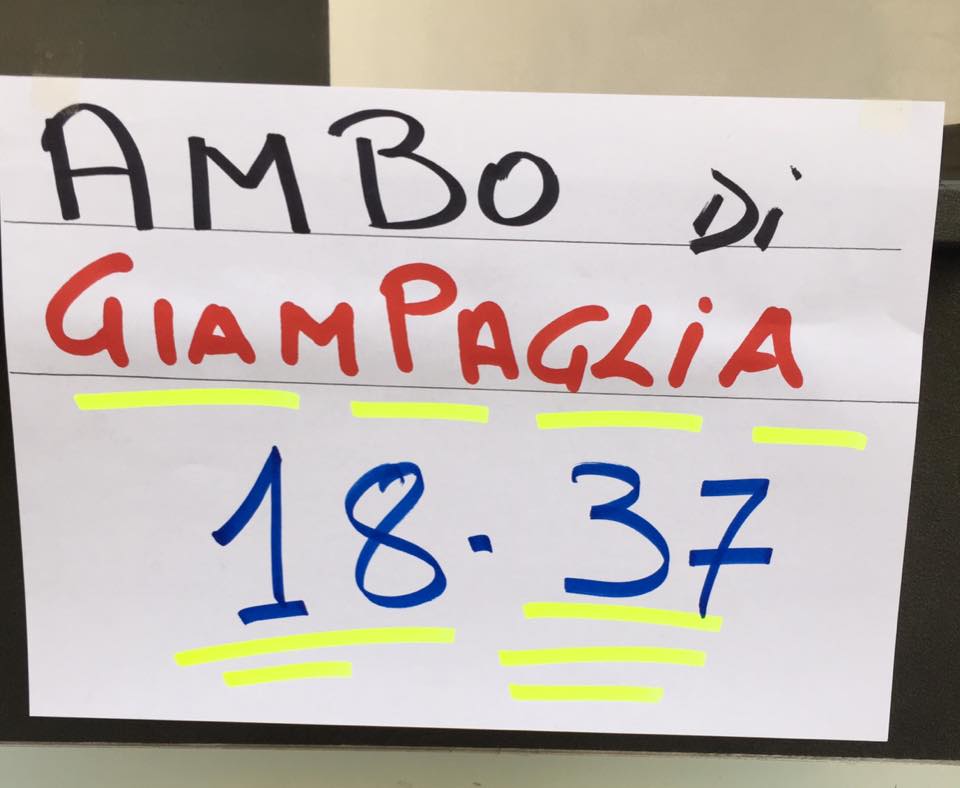 AMBO Di
GIAMPAGLiA
18. 37